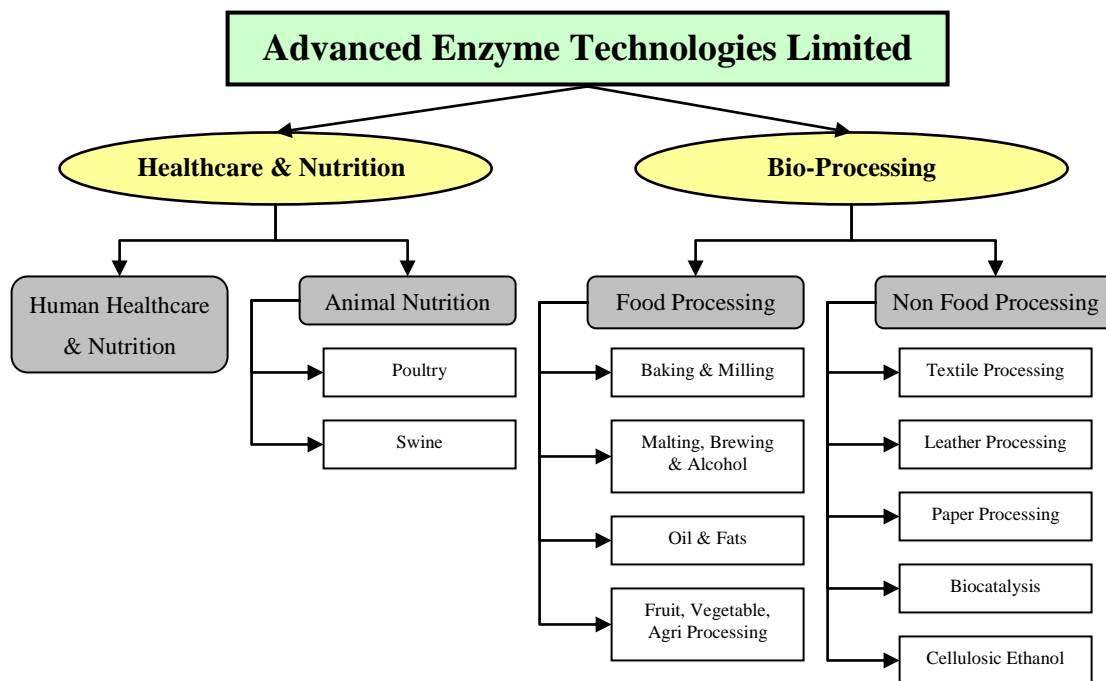 Advanced Enzyme Technologies Limited
Healthcare & Nutrition
Bio-Processing
Human Healthcare
& Nutrition
Animal Nutrition
Poultry
Swine
Food Processing
Baking & Milling
Malting, Brewing
& Alcohol
Oil & Fats
Fruit, Vegetable,
Agri Processing
Non Food Processing
Textile Processing
Leather Processing
Paper Processing
Biocatalysis
Cellulosic Ethanol